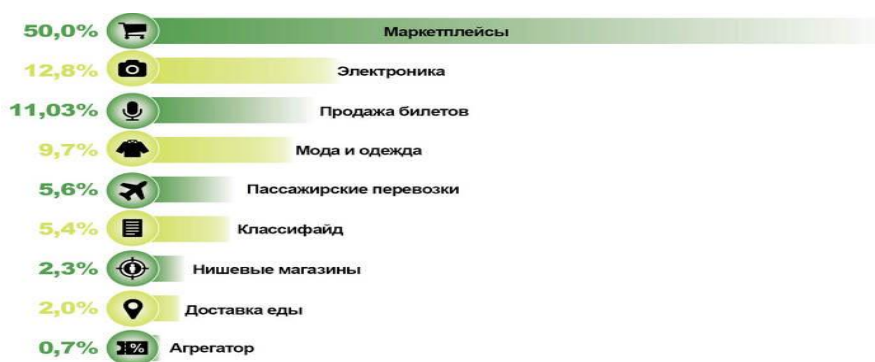 50,0% Маркетплейсы
12,8% Электроника
11,03% Продажа билетов
9,7% Мода и одежда
5,6% Пассажирские перевозки
5,4% Классифайд
2,3% Нишевые магазины
2,0% Доставка еды
0,7% % Агрегатор